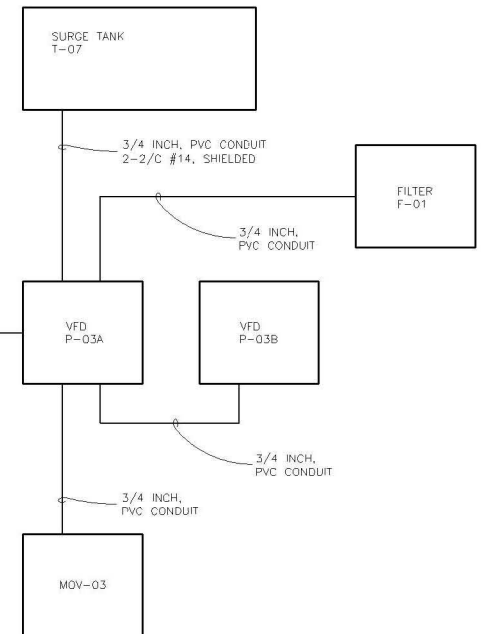 SURGE TANK
T-07
3/4 INCH, PVC CONDUIT
2-2/C #14, SHIELDED
FILTER
F-01
3/4 INCH,
PVC CONDUIT
VFD
P-03A
VFD
P-03B
3/4 INCH,
PVC CONDUIT
3/4 INCH,
PVC CONDUIT
MOV-03